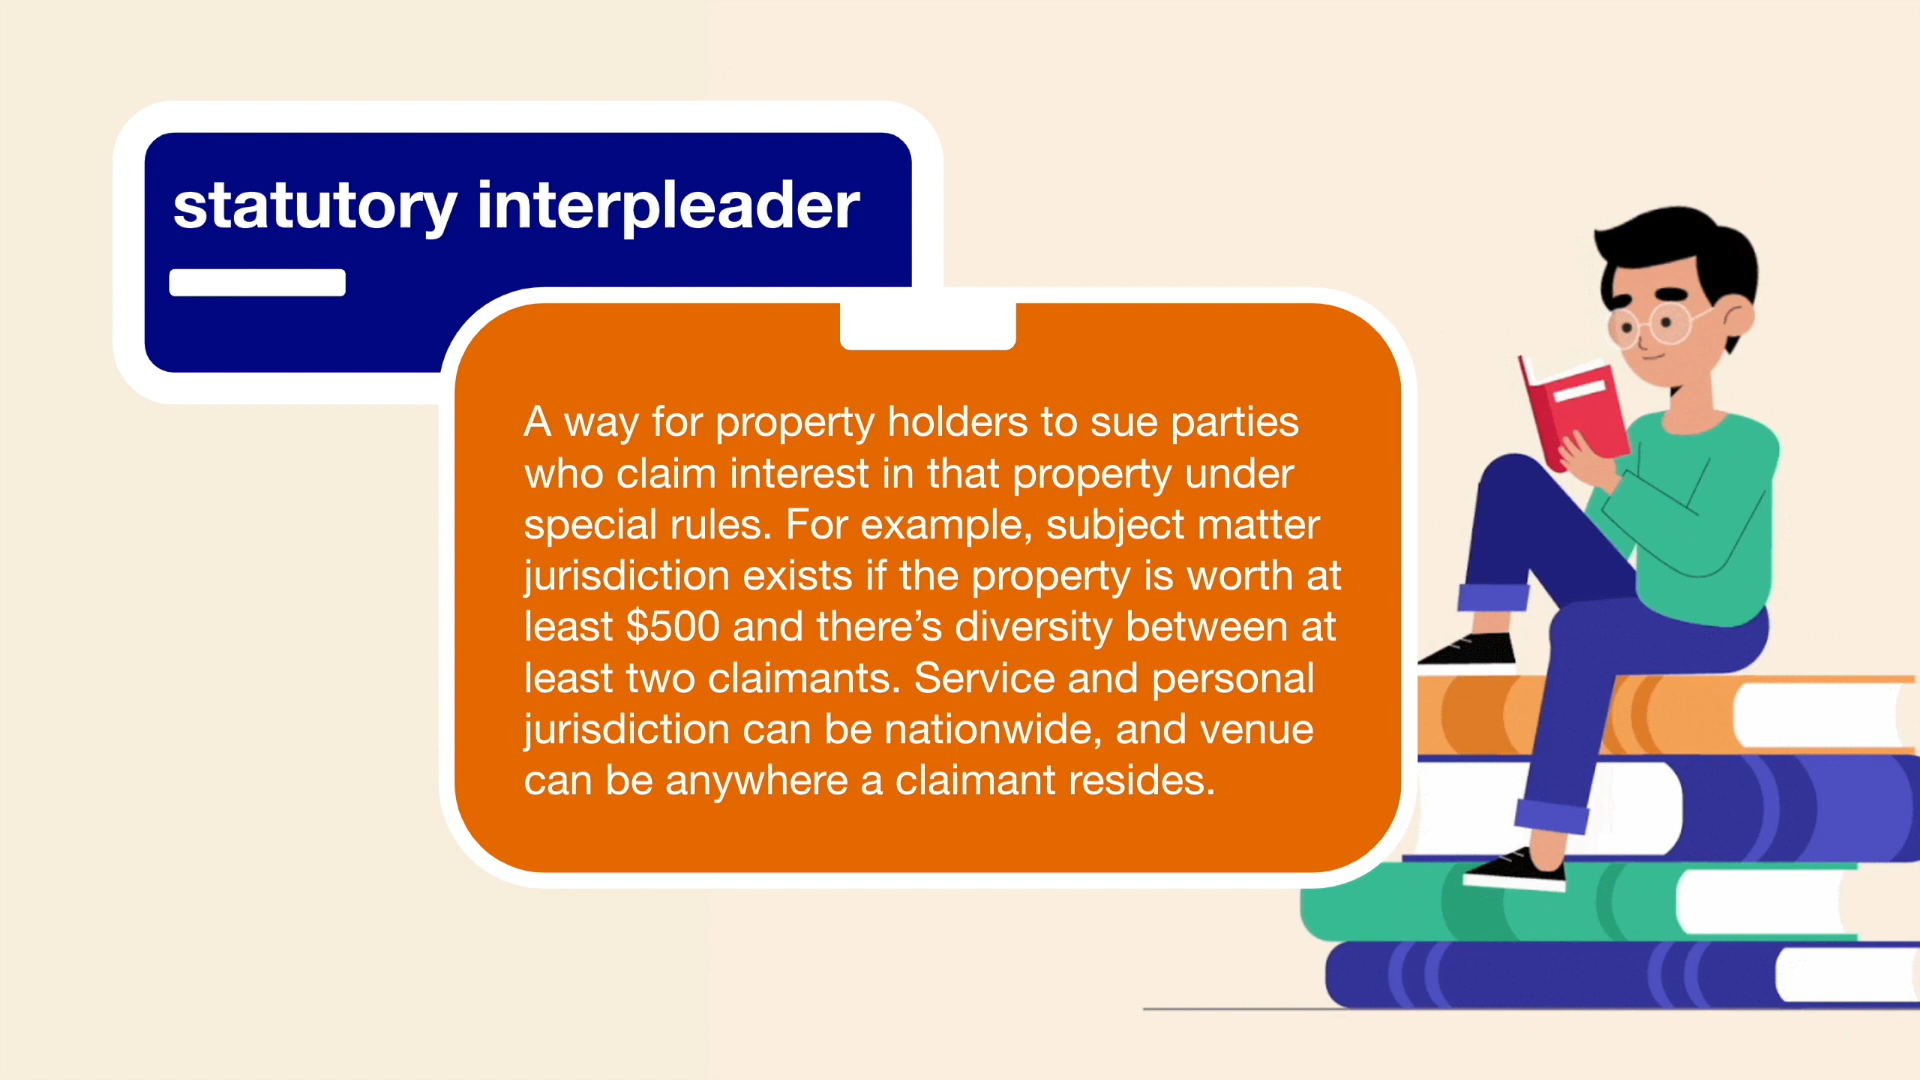 statutory interpleader
A way for property holders to sue parties
who claim interest in that property under
special rules. For example, subject matter
jurisdiction exists if the property is worth at
least $500 and there’s diversity between at
least two claimants. Service and personal
jurisdiction can be nationwide, and venue
can be anywhere a claimant resides.